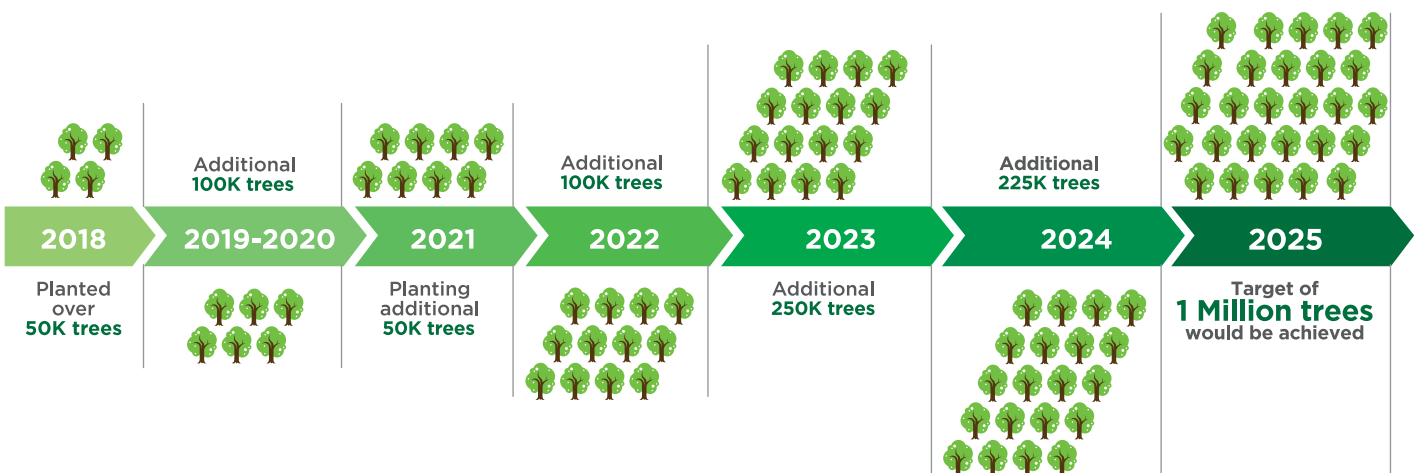 2018
Planted
over
50K trees
Additional
100K trees
2019-2020
2021
Planting
additional
50K trees
Additional
100K trees
2022
2023
Additional
250K trees
Additional
225K trees
2024
2025
Target of
1 Million trees
would be achieved